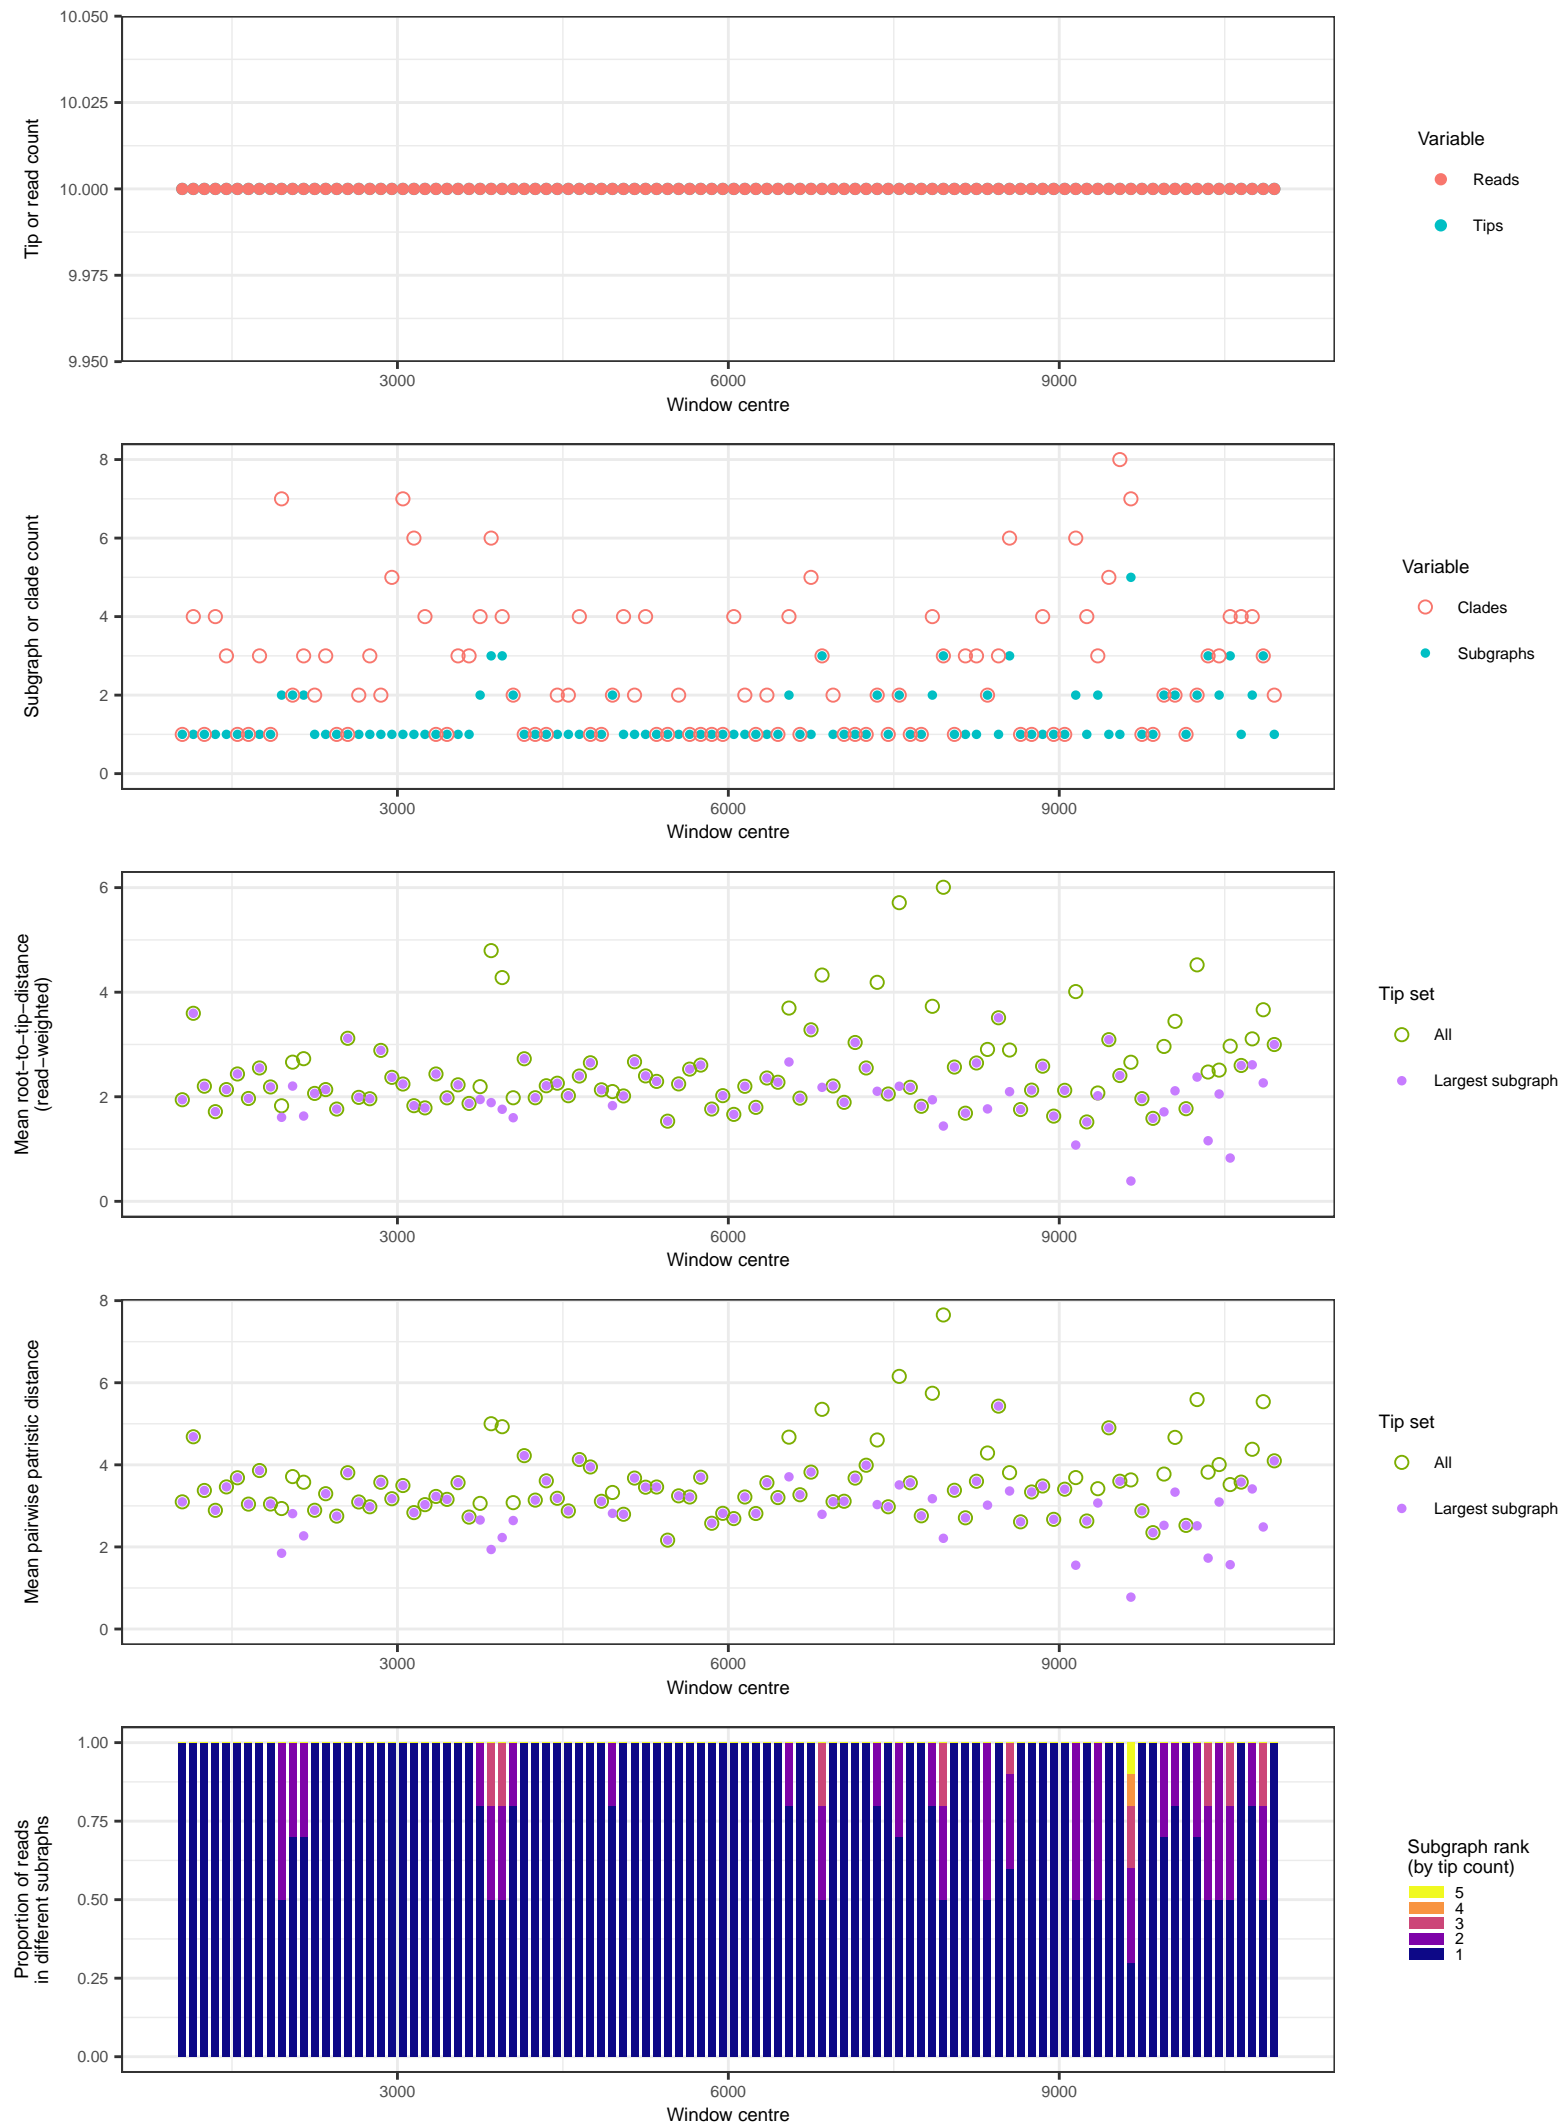 10.050
10.025
10.000
9.975
9.950
Tip or read count
3000 6000 9000
Window centre
Variable
Reads
Tips
8
6
4
2
0
Subgraph or clade count
3000 6000 9000
Window centre
Variable
Clades
Subgraphs
6
4
2
0
Mean root−to−tip−distance
(read−weighted)
3000 6000 9000
Window centre
Tip set
All
Largest subgraph
8
6
4
2
0
Mean pairwise patristic distance
3000 6000 9000
Window centre
Tip set
All
Largest subgraph
1.00
0.75
0.50
0.25
0.00
Proportion of reads
in different subraphs
3000 6000 9000
Window centre
Subgraph rank
(by tip count)
5
4
3
2
1